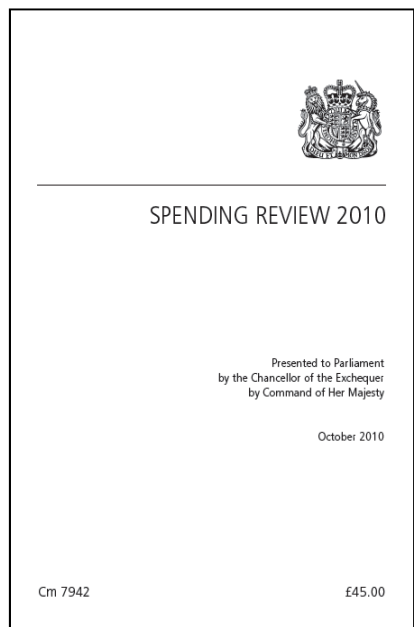 SPENDING REVIEW 2010
Presented to Parliament
by the Chancellor of the Exchequer
by Command of Her Majesty
October 2010
Cm 7942 £45.00